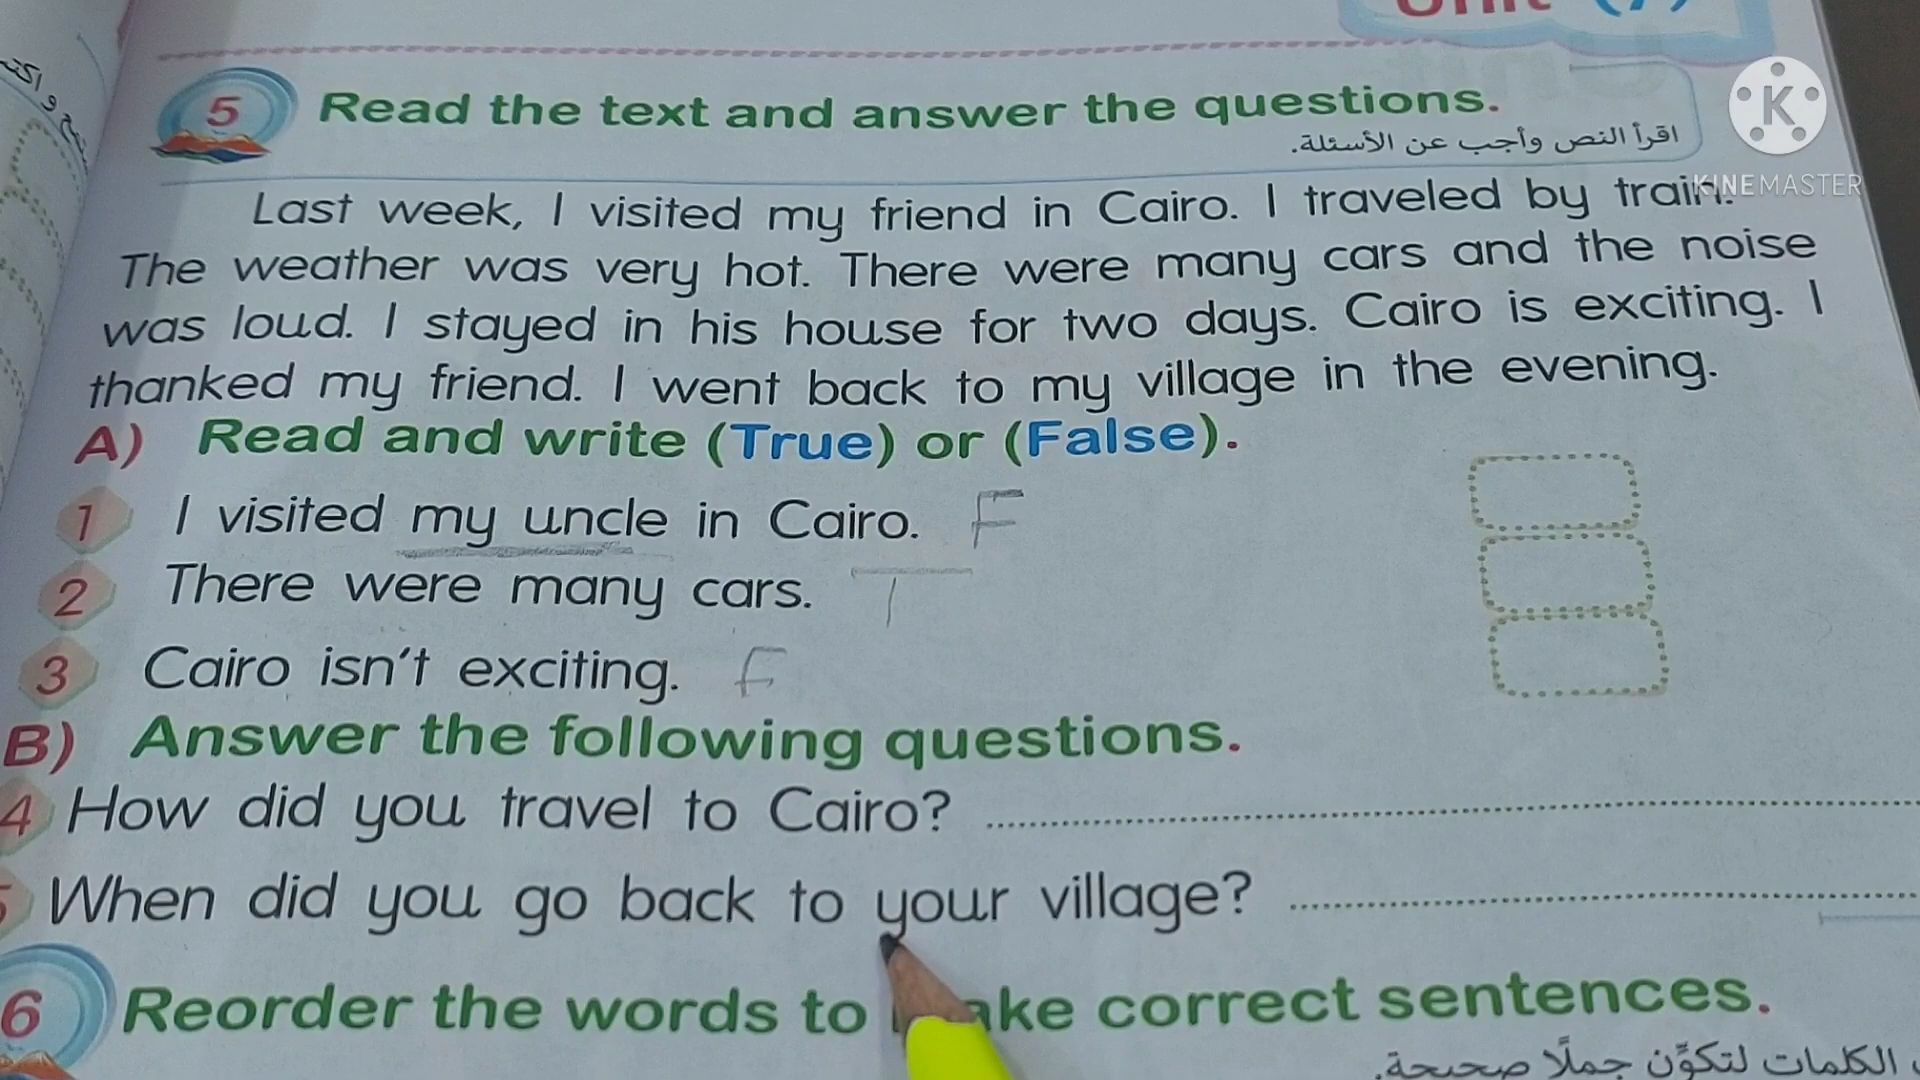 Unit (7)
5 Read the text and answer the questions.
اقرأ النص وأجب عن الأسئلة.
KINEMASTER
Last week, I visited my friend in Cairo. I traveled by train.
The weather was very hot. There were many cars and the noise
was loud. I stayed in his house for two days. Cairo is exciting. I
thanked my friend. I went back to my village in the evening.
A) Read and write (True) or (False).
1 I visited my uncle in Cairo. F
2 There were many cars. T
3 Cairo isn't exciting. F
B) Answer the following questions.
4 How did you travel to Cairo?
5 When did you go back to your village?
6 Reorder the words to make correct sentences.
الكلمات لتكوّن جملًا صحيحة.